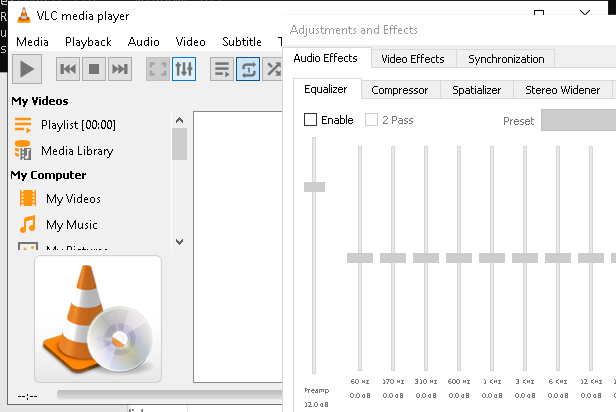 VLC media player
Media Playback Audio Video Subtitle
My Videos
Playlist [00:00]
Media Library
My Computer
My Videos
My Music
My Pictures
--:--
Adjustments and Effects
Audio Effects Video Effects Synchronization
Equalizer Compressor Spatializer Stereo Widener
Enable 2 Pass Preset
60 Hz 170 Hz 310 Hz 600 Hz 1 KHz 3 KHz 6 KHz 12 KHz
0.0 dB 0.0 dB 0.0 dB 0.0 dB 0.0 dB 0.0 dB 0.0 dB 0.0 dB
Preamp
12.0 dB